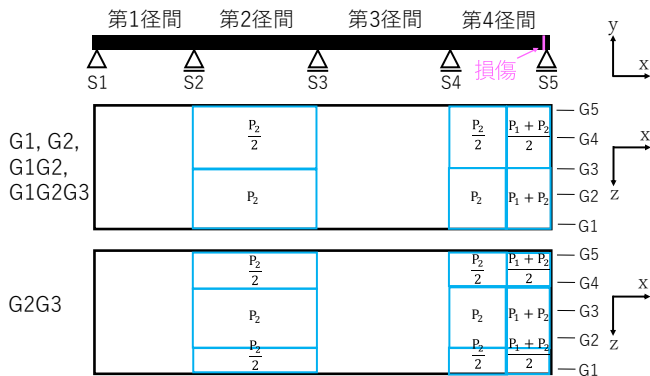 第1径間 第2径間 第3径間 第4径間
y
x
損傷
S1 S2 S3 S4 S5
G5
P₂/2 P₂/2 P₁ + P₂/2
G4
x
G1, G2,
G1G2,
G1G2G3
G3
P₂ P₂ P₁ + P₂
G2
z
G1
G5
P₂/2 P₂/2 P₁ + P₂/2
G4
x
G2G3
P₂ P₂ P₁ + P₂
G3
G2
z
P₂/2 P₂/2 P₁ + P₂/2
G1